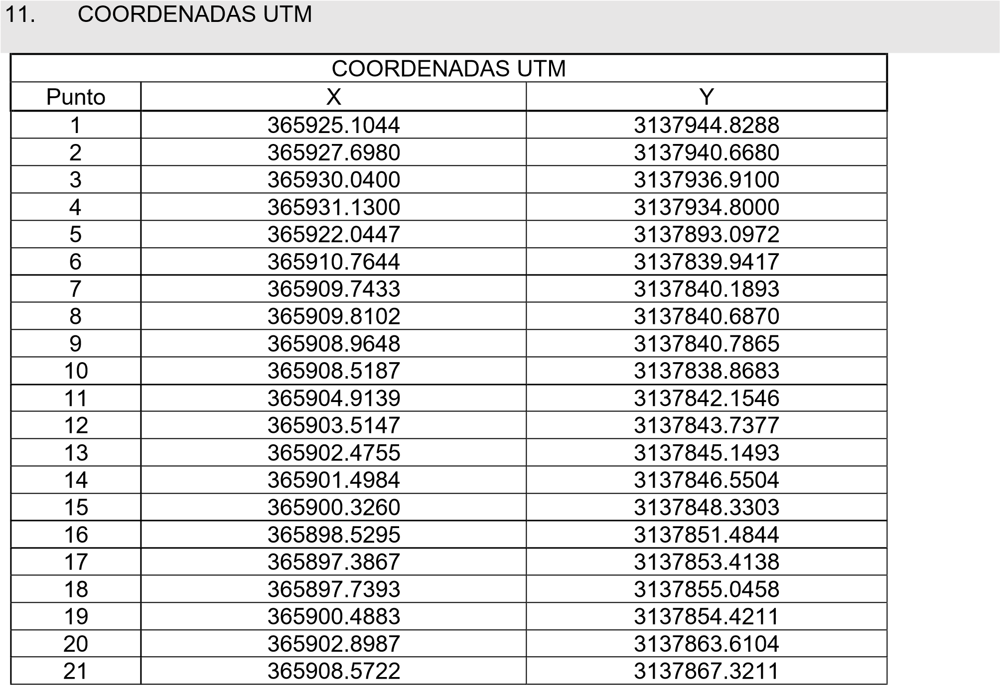 11. COORDENADAS UTM
COORDENADAS UTM
Punto X Y
1 365925.1044 3137944.8288
2 365927.6980 3137940.6680
3 365930.0400 3137936.9100
4 365931.1300 3137934.8000
5 365922.0447 3137893.0972
6 365910.7644 3137839.9417
7 365909.7433 3137840.1893
8 365909.8102 3137840.6870
9 365908.9648 3137840.7865
10 365908.5187 3137838.8683
11 365904.9139 3137842.1546
12 365903.5147 3137843.7377
13 365902.4755 3137845.1493
14 365901.4984 3137846.5504
15 365900.3260 3137848.3303
16 365898.5295 3137851.4844
17 365897.3867 3137853.4138
18 365897.7393 3137855.0458
19 365900.4883 3137854.4211
20 365902.8987 3137863.6104
21 365908.5722 3137867.3211